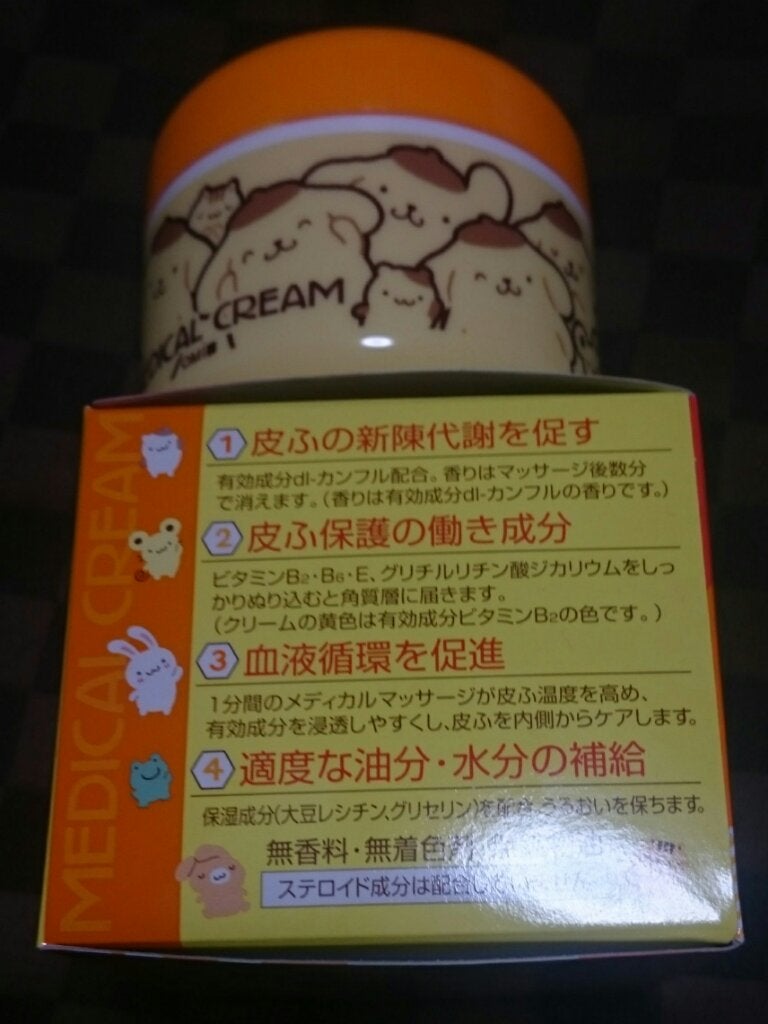 MEDICAL CREAM
1 皮ふの新陳代謝を促す
有効成分dl-カンフル配合。香りはマッサージ後数分
で消えます。(香りは有効成分dl-カンフルの香りです。)
2 皮ふ保護の働き成分
ビタミンB2・B6・E、グリチルリチン酸ジカリウムをしっ
かりぬり込むと角質層に届きます。
(クリームの黄色は有効成分ビタミンB2の色です。)
3 血液循環を促進
1分間のメディカルマッサージが皮ふ温度を高め、
有効成分を浸透しやすくし、皮ふを内側からケアします。
4 適度な油分・水分の補給
保湿成分(大豆レシチン、グリセリン)を配合、うるおいを保ちます。
無香料・無着色
ステロイド成分は配合し
MEDICAL CREAM